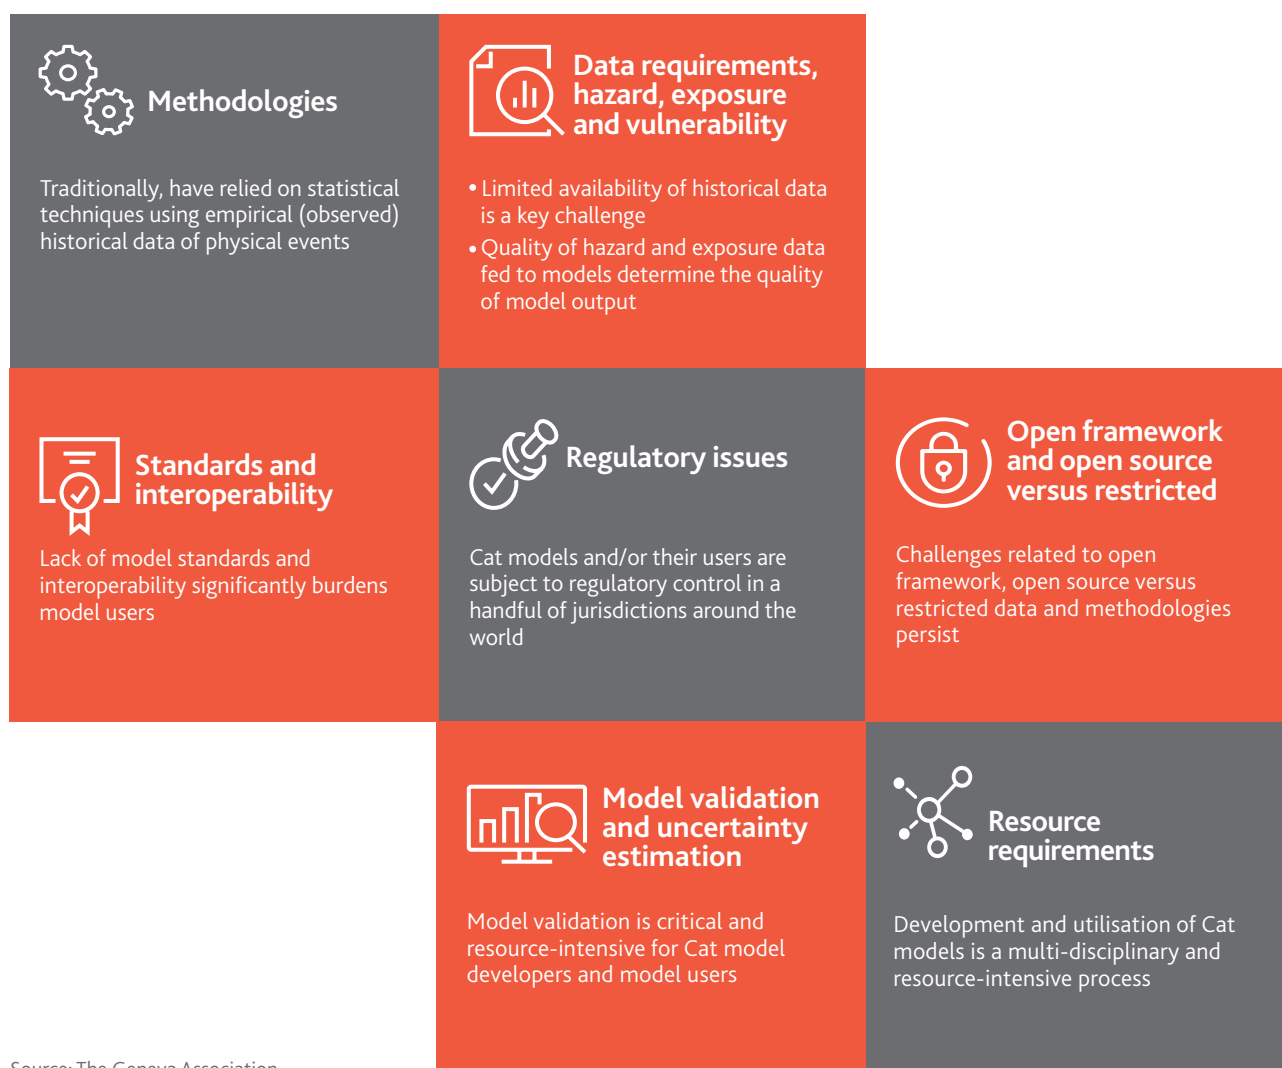 Methodologies
Traditionally, have relied on statistical
techniques using empirical (observed)
historical data of physical events
Data requirements,
hazard, exposure
and vulnerability
• Limited availability of historical data
is a key challenge
• Quality of hazard and exposure data
fed to models determine the quality
of model output
Standards and
interoperability
Lack of model standards and
interoperability significantly burdens
model users
Regulatory issues
Cat models and/or their users are
subject to regulatory control in a
handful of jurisdictions around the
world
Open framework
and open source
versus restricted
Challenges related to open
framework, open source versus
restricted data and methodologies
persist
Model validation
and uncertainty
estimation
Model validation is critical and
resource-intensive for Cat model
developers and model users
Resource
requirements
Development and utilisation of Cat
models is a multi-disciplinary and
resource-intensive process
Source: The Geneva Association